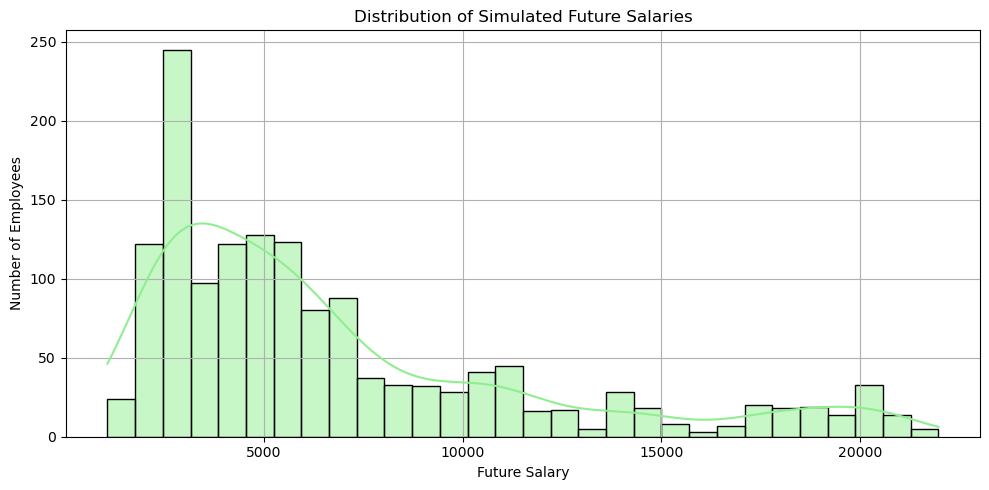 Distribution of Simulated Future Salaries
250
200
150
100
50
0
Number of Employees
5000 10000 15000 20000
Future Salary